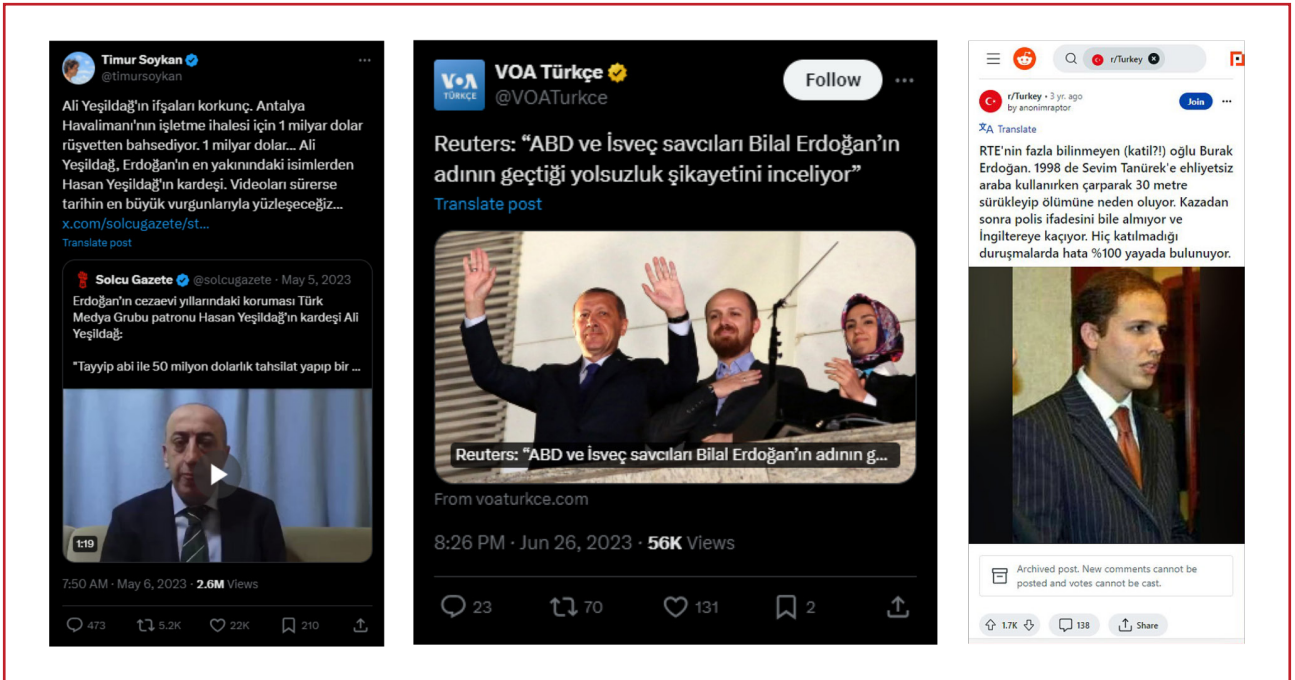 Timur Soykan
@timursoykan
Ali Yeşildağ'ın ifşaları korkunç. Antalya
Havalimanı'nın işletme ihalesi için 1 milyar dolar
rüşvetten bahsediyor. 1 milyar dolar... Ali
Yeşildağ, Erdoğan'ın en yakınındaki isimlerden
Hasan Yeşildağ'ın kardeşi. Videoları sürerse
tarihin en büyük vurgunlarıyla yüzleşeceğiz...
x.com/solcugazete/st...
Translate post
Solcu Gazete @solcugazete · May 5, 2023
Erdoğan'ın cezaevi yıllarındaki koruması Türk
Medya Grubu patronu Hasan Yeşildağ'ın kardeşi Ali
Yeşildağ:
"Tayyip abi ile 50 milyon dolarlık tahsilat yapıp bir ...
1:19
7:50 AM · May 6, 2023 · 2.6M Views
473 5.2K 22K 210
VOA
TÜRKÇE
VOA Türkçe
@VOATurkce
Follow
Reuters: “ABD ve İsveç savcıları Bilal Erdoğan’ın
adının geçtiği yolsuzluk şikayetini inceliyor”
Translate post
Reuters: “ABD ve İsveç savcıları Bilal Erdoğan’ın adının g...
From voaturkce.com
8:26 PM · Jun 26, 2023 · 56K Views
23 70 131 2
r/Turkey
r/Turkey • 3 yr. ago
by anonimraptor
Join
Translate
RTE'nin fazla bilinmeyen (katil?!) oğlu Burak
Erdoğan. 1998 de Sevim Tanürek'e ehliyetsiz
araba kullanırken çarparak 30 metre
sürükleyip ölümüne neden oluyor. Kazadan
sonra polis ifadesini bile almıyor ve
İngiltereye kaçıyor. Hiç katılmadığı
duruşmalarda hata %100 yayada bulunuyor.
Archived post. New comments cannot be
posted and votes cannot be cast.
1.7K 138 Share